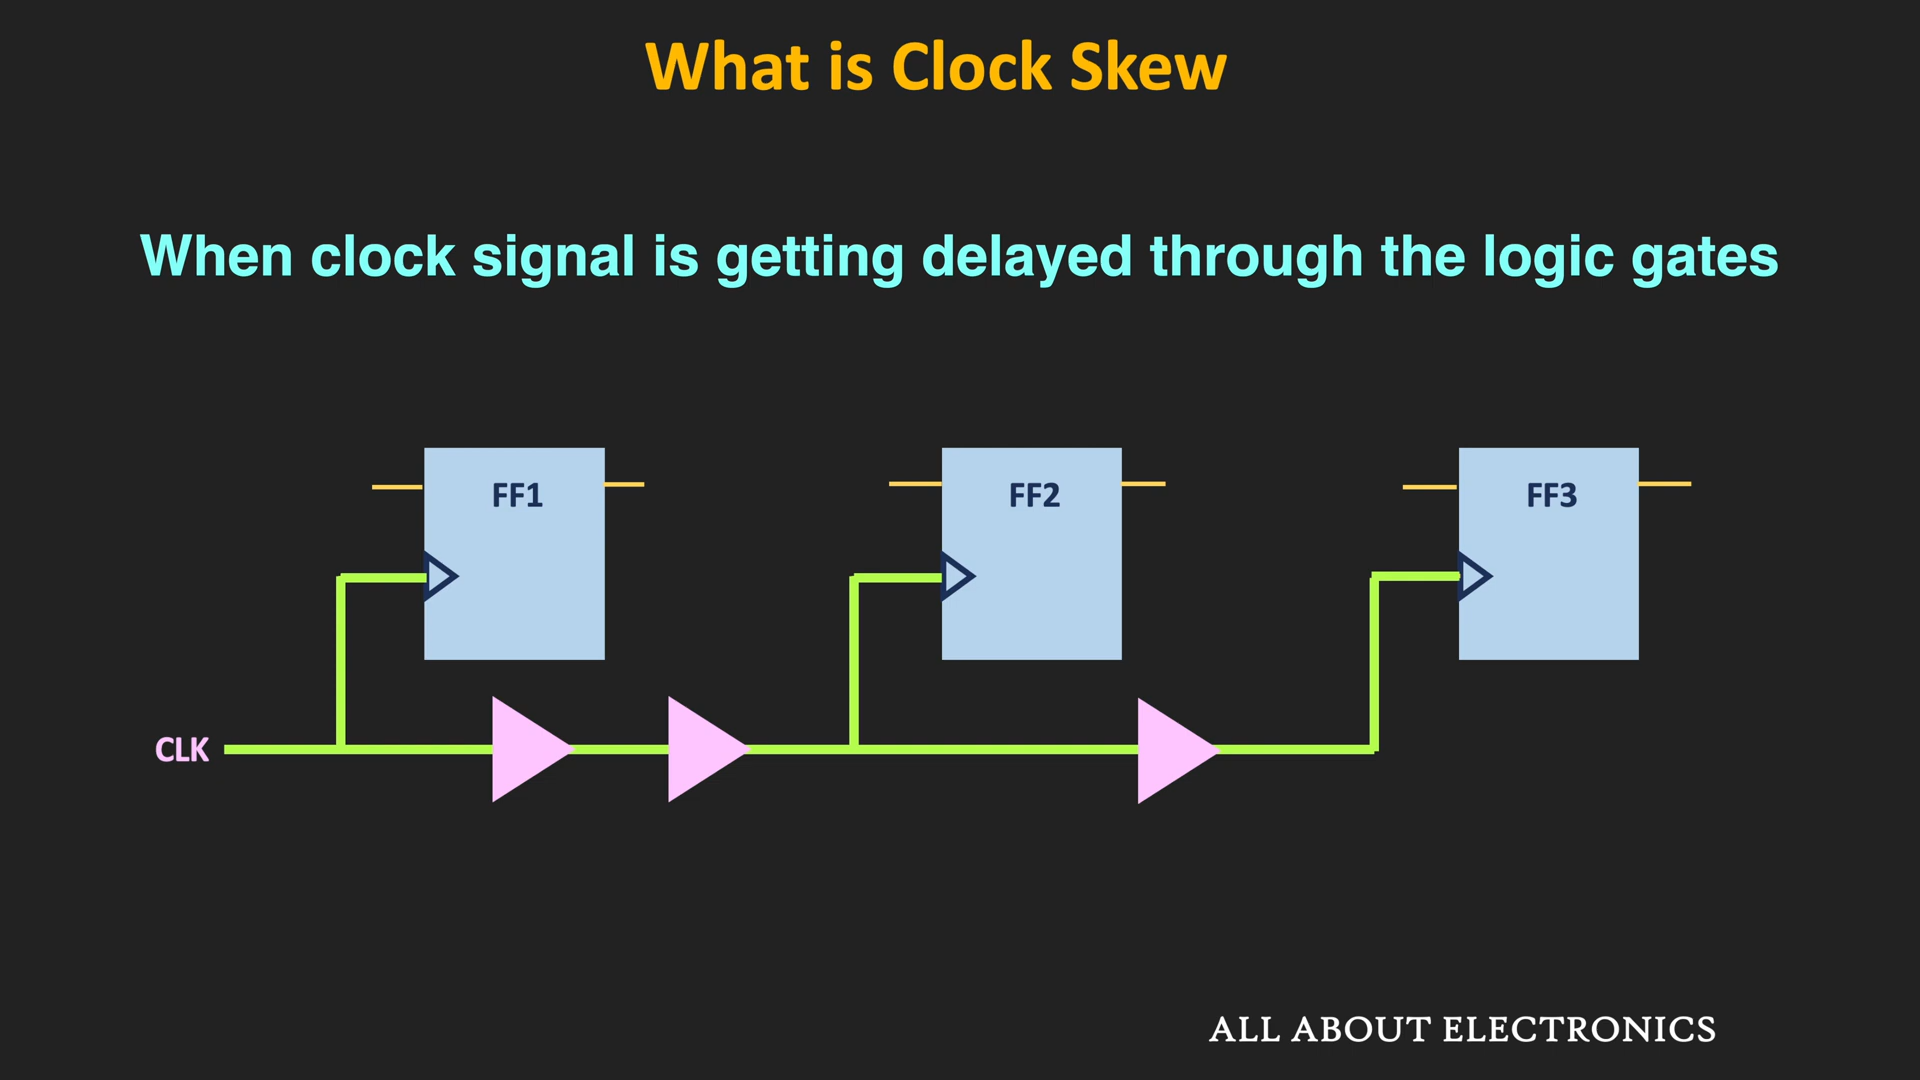 What is Clock Skew
When clock signal is getting delayed through the logic gates
FF1
FF2
FF3
CLK
ALL ABOUT ELECTRONICS